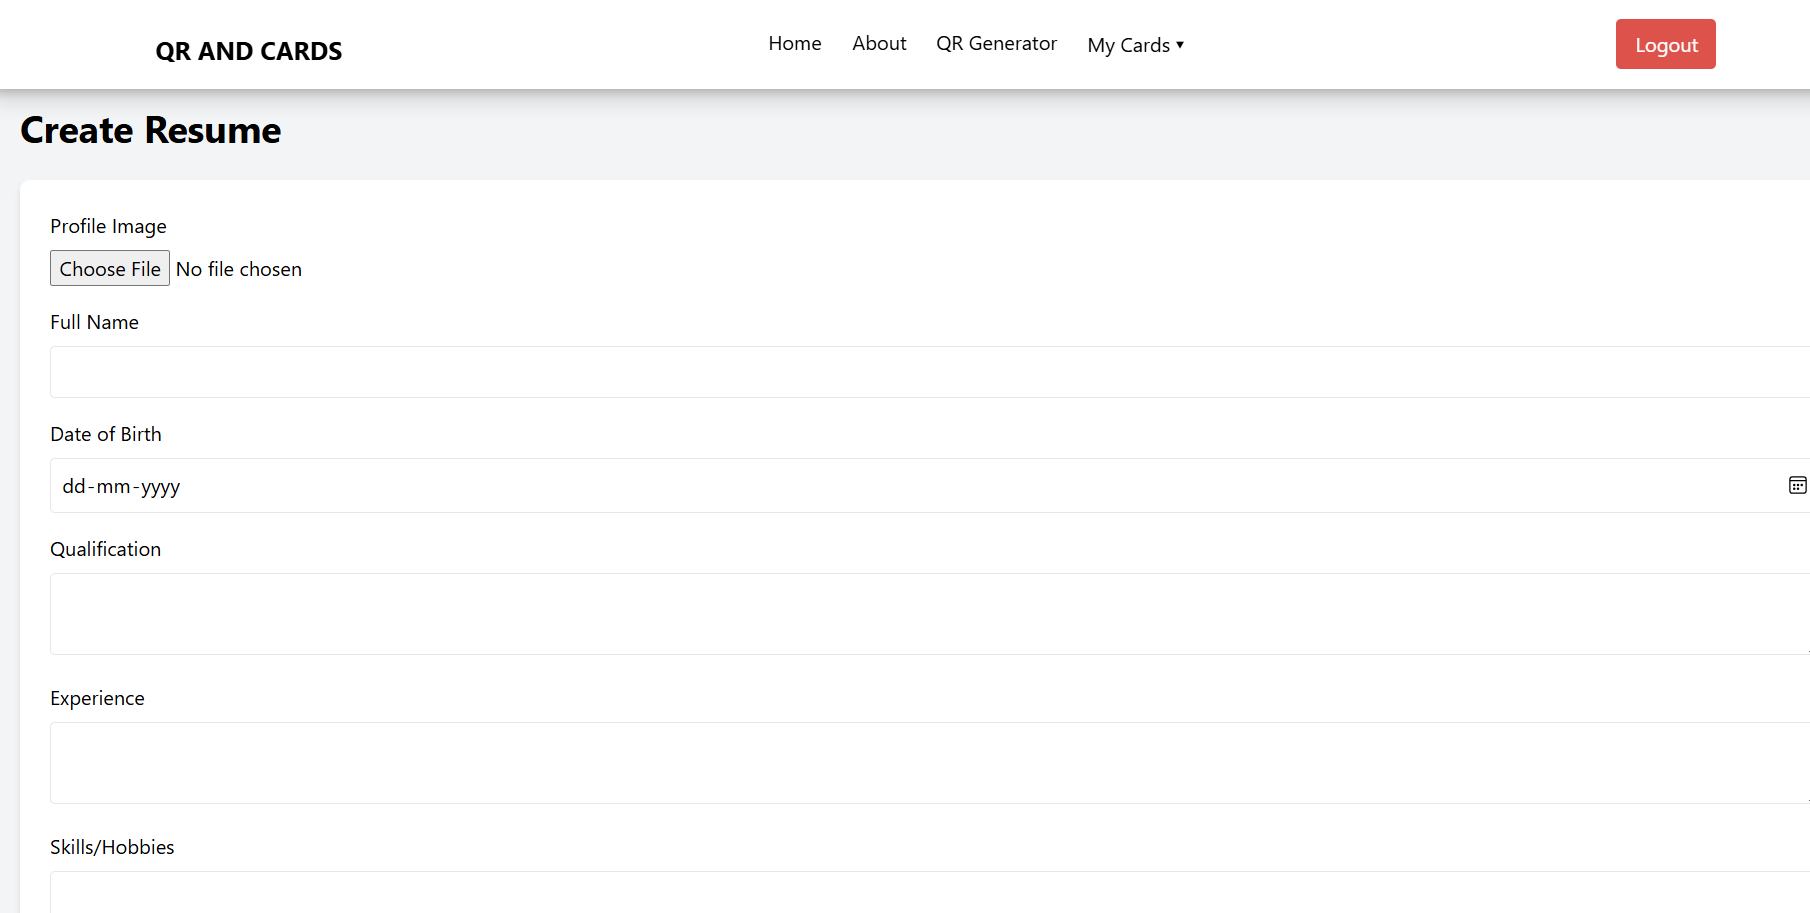 QR AND CARDS
Home About QR Generator My Cards ▾ Logout
Create Resume
Profile Image
Choose File No file chosen
Full Name
Date of Birth
dd-mm-yyyy
Qualification
Experience
Skills/Hobbies